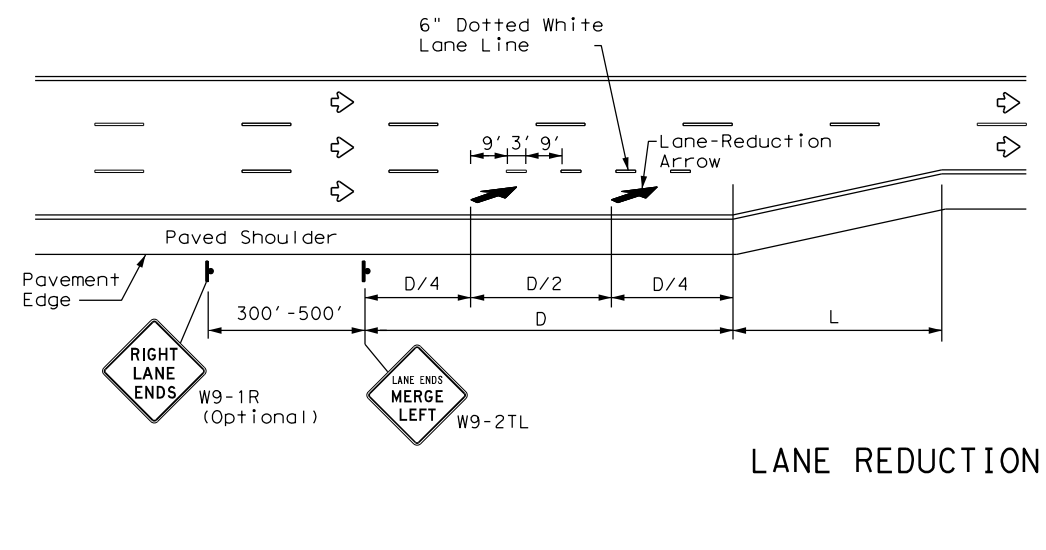 6" Dotted White
Lane Line
9' 3' 9'
Lane-Reduction
Arrow
Paved Shoulder
Pavement
Edge
D/4 D/2 D/4
300'-500' D L
RIGHT
LANE
ENDS
W9-1R
(Optional)
LANE ENDS
MERGE
LEFT
W9-2TL
LANE REDUCTION